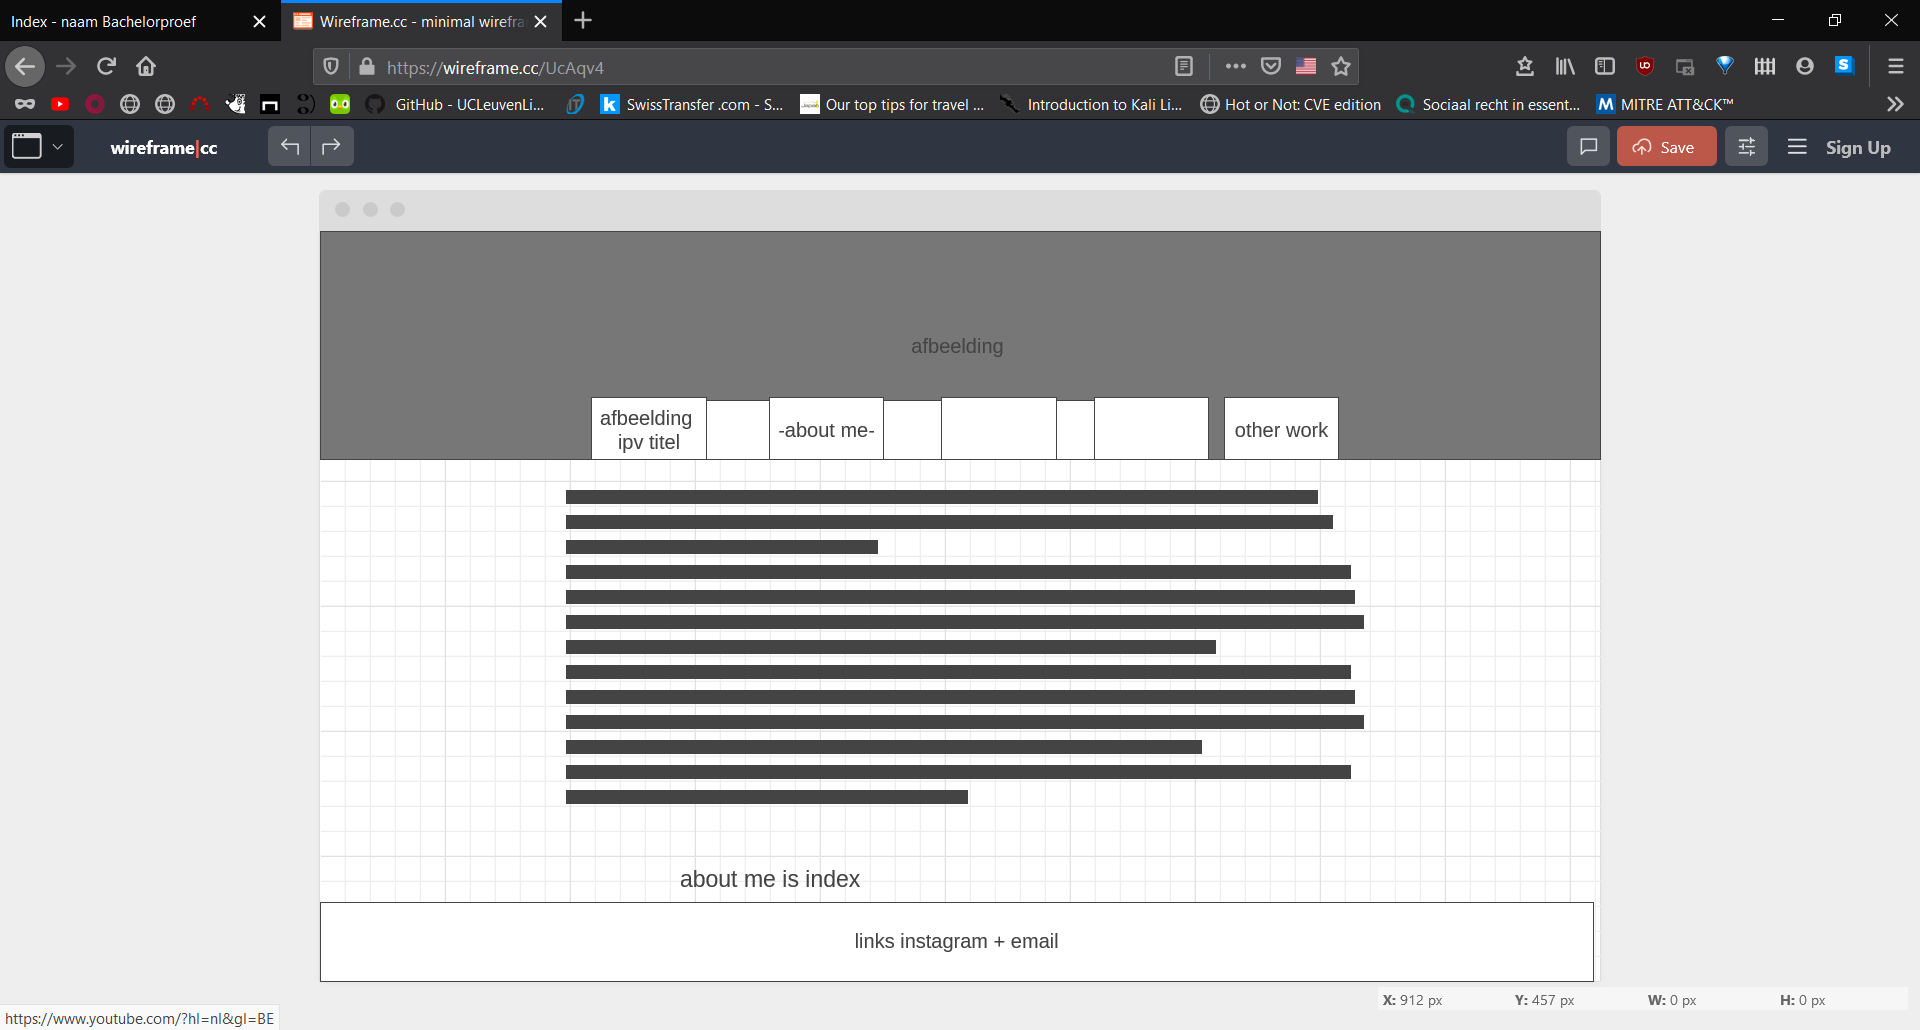 Index - naam Bachelorproef
Wireframe.cc - minimal wirefra
https://wireframe.cc/UcAqv4
GitHub - UCLeuvenLi...
SwissTransfer .com - S...
Our top tips for travel ...
Introduction to Kali Li...
Hot or Not: CVE edition
Sociaal recht in essent...
MITRE ATT&CK™
wireframe|cc
Save
Sign Up
afbeelding
afbeelding
ipv titel
-about me-
other work
about me is index
links instagram + email
X: 912 px
Y: 457 px
W: 0 px
H: 0 px
https://www.youtube.com/?hl=nl&gl=BE